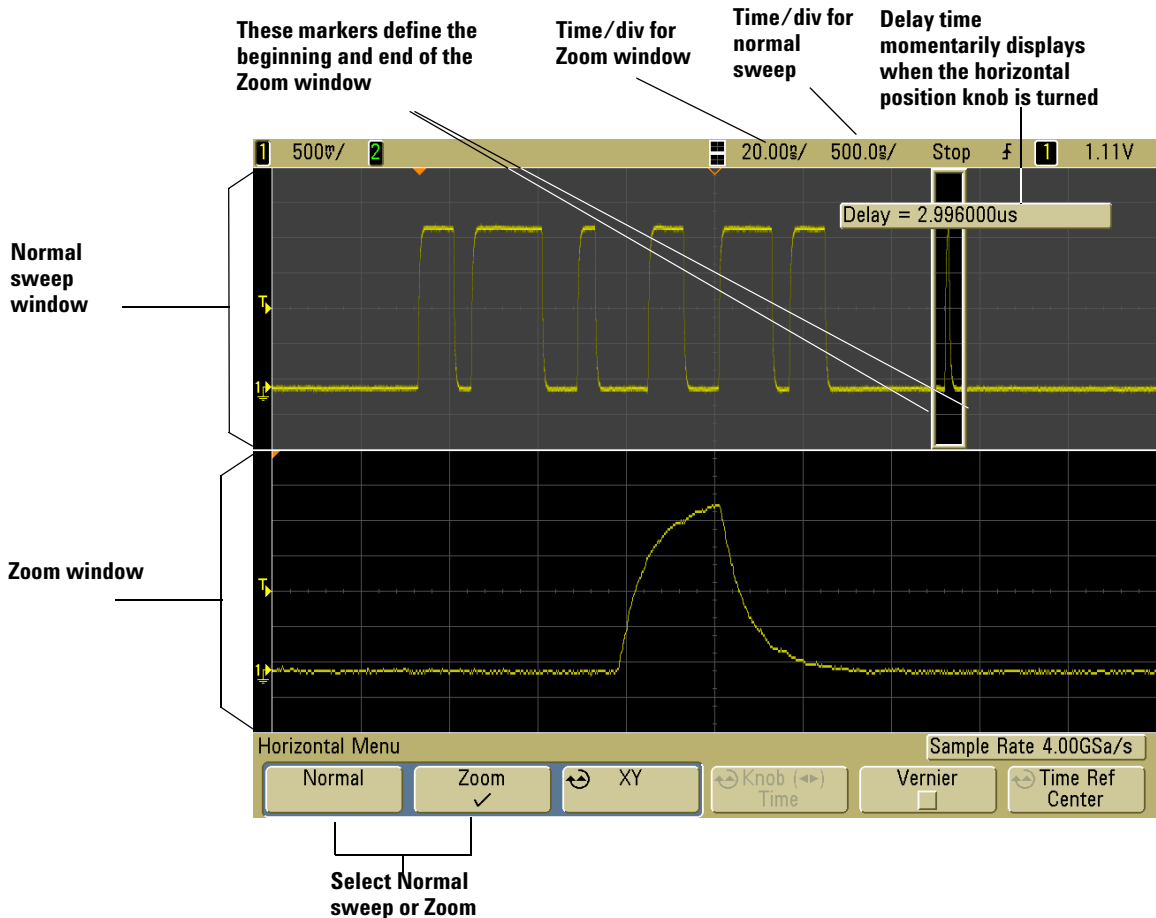 These markers define the
beginning and end of the
Zoom window
Time/div for
Zoom window
Time/div for
normal
sweep
Delay time
momentarily displays
when the horizontal
position knob is turned
1 500mV/ 2 20.00ns/ 500.0ns/ Stop 1 1.11V
Delay = 2.996000us
Normal
sweep
window
T
1
Zoom window
T
1
Horizontal Menu
Sample Rate 4.00GSa/s
Normal
Zoom
✓
XY
Knob (◄►)
Time
Vernier
Time Ref
Center
Select Normal
sweep or Zoom